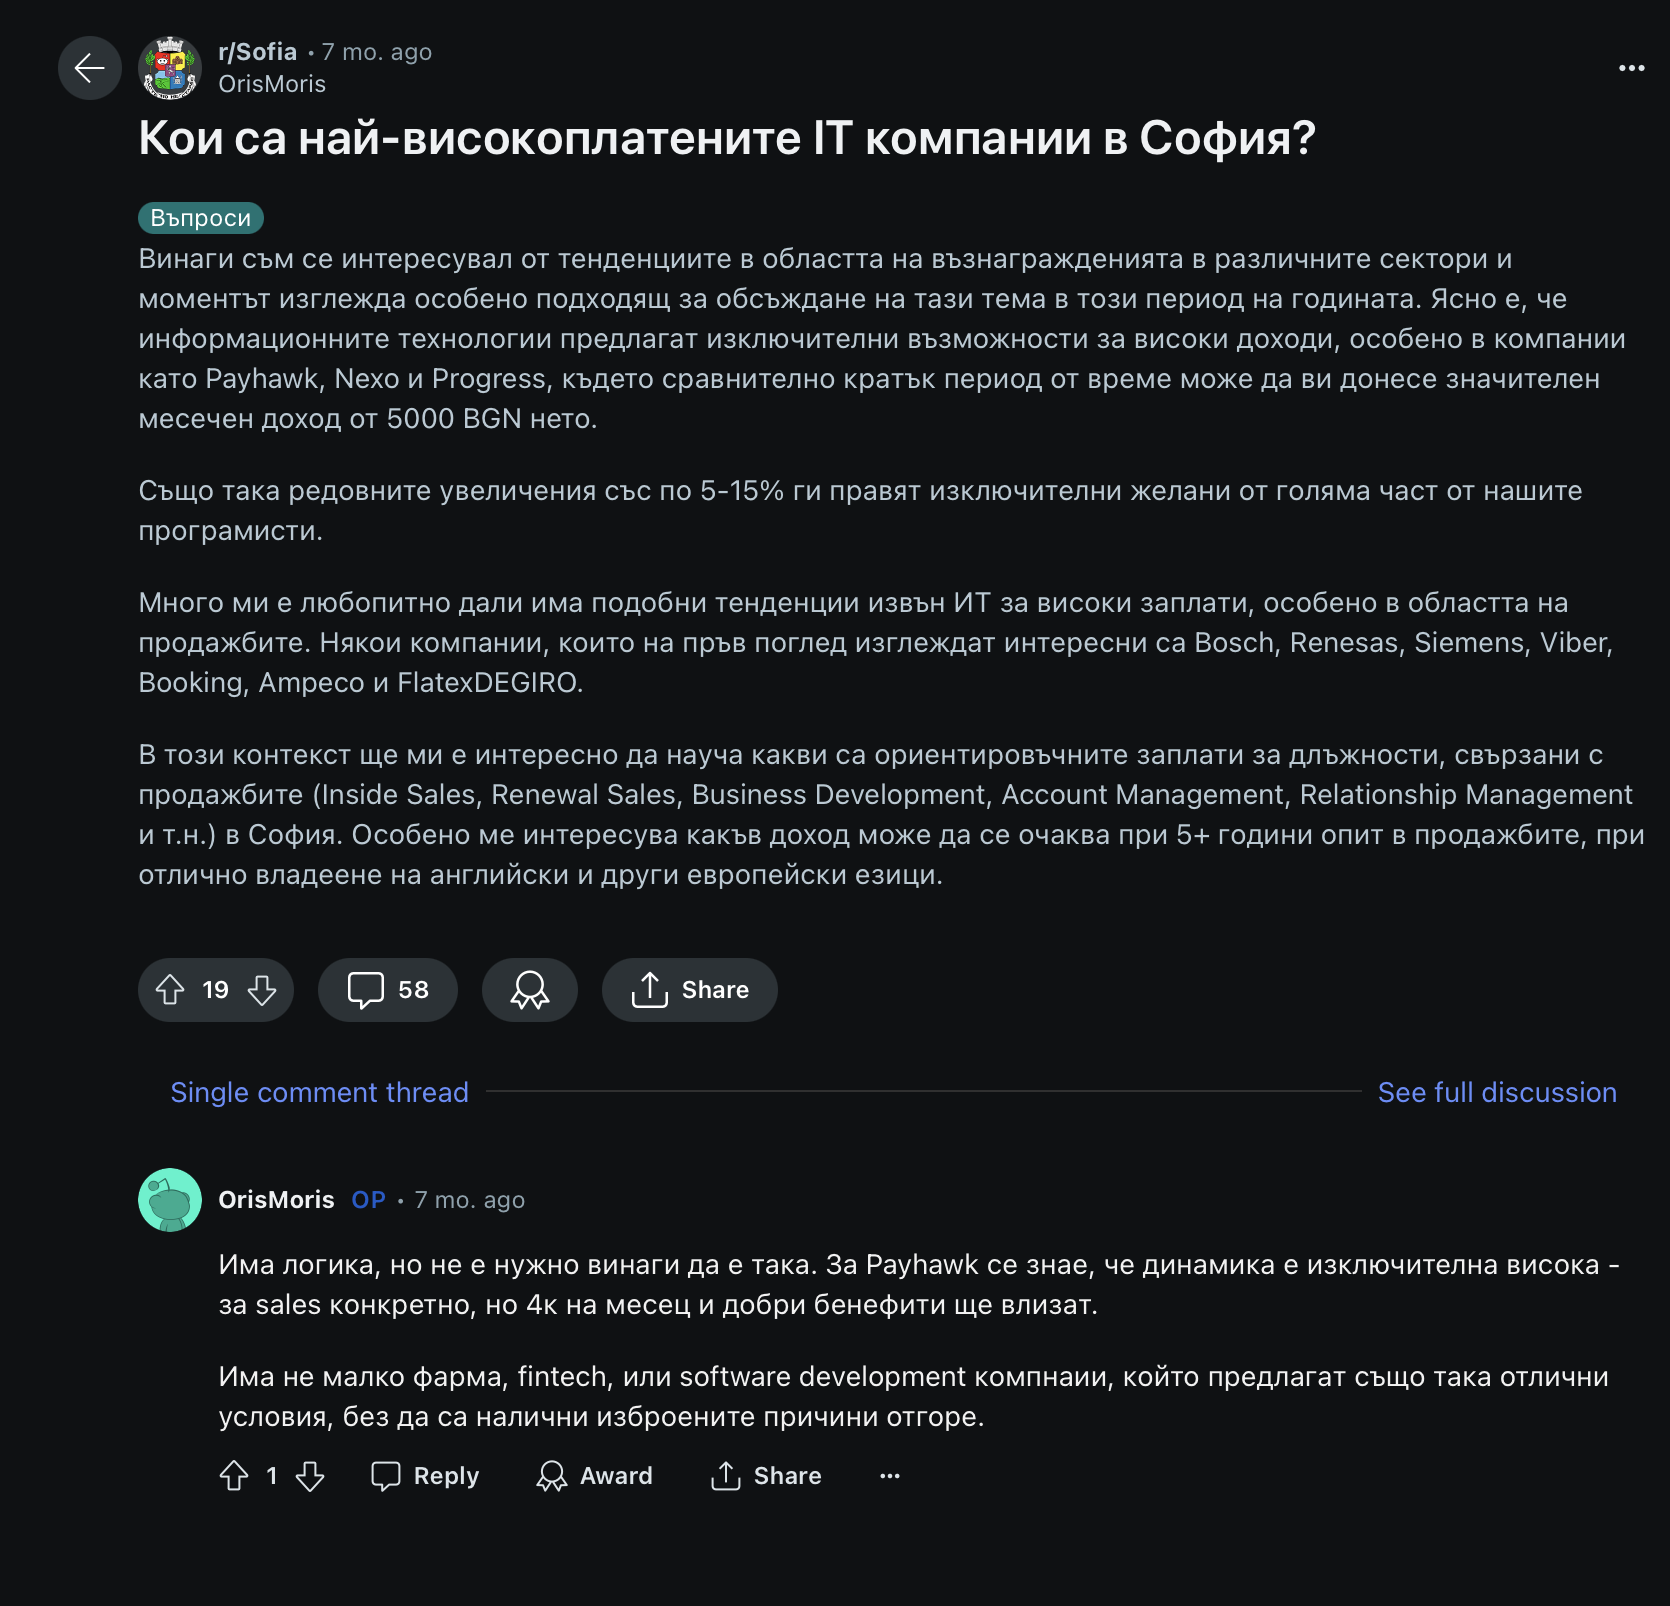 r/Sofia • 7 mo. ago
OrisMoris
Кои са най-високоплатените IT компании в София?
Въпроси
Винаги съм се интересувал от тенденциите в областта на възнагражденията в различните сектори и
моментът изглежда особено подходящ за обсъждане на тази тема в този период на годината. Ясно е, че
информационните технологии предлагат изключителни възможности за високи доходи, особено в компании
като Payhawk, Nexo и Progress, където сравнително кратък период от време може да ви донесе значителен
месечен доход от 5000 BGN нето.
Също така редовните увеличения със по 5-15% ги правят изключителни желани от голяма част от нашите
програмисти.
Много ми е любопитно дали има подобни тенденции извън ИТ за високи заплати, особено в областта на
продажбите. Някои компании, които на пръв поглед изглеждат интересни са Bosch, Renesas, Siemens, Viber,
Booking, Ampeco и FlatexDEGIRO.
В този контекст ще ми е интересно да науча какви са ориентировъчните заплати за длъжности, свързани с
продажбите (Inside Sales, Renewal Sales, Business Development, Account Management, Relationship Management
и т.н.) в София. Особено ме интересува какъв доход може да се очаква при 5+ години опит в продажбите, при
отлично владеене на английски и други европейски езици.
19 58 Share
Single comment thread See full discussion
OrisMoris OP • 7 mo. ago
Има логика, но не е нужно винаги да е така. За Payhawk се знае, че динамика е изключителна висока -
за sales конкретно, но 4к на месец и добри бенефити ще влизат.
Има не малко фарма, fintech, или software development компнаии, който предлагат също така отлични
условия, без да са налични изброените причини отгоре.
1 Reply Award Share